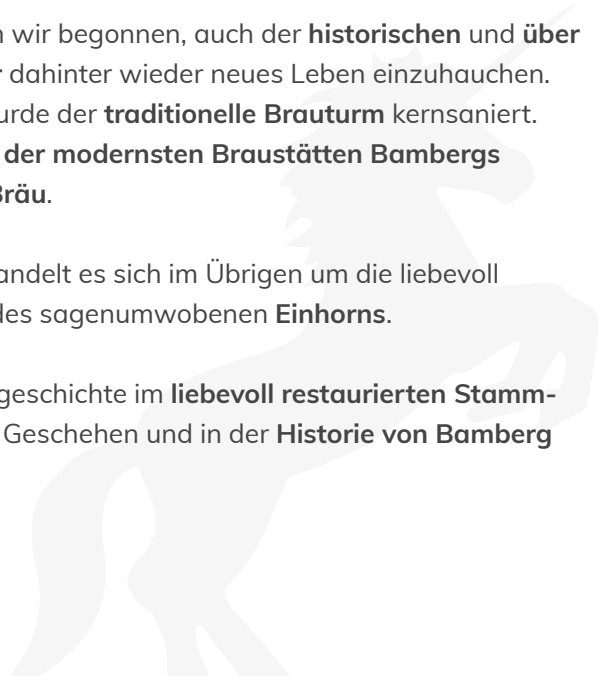 wir begonnen, auch der historischen und über
dahinter wieder neues Leben einzuhauchen.
urde der traditionelle Brauturm kernsaniert.
der modernsten Braustätten Bambergs
Bräu.
andelt es sich im Übrigen um die liebevoll
des sagenumwobenen Einhorns.
geschichte im liebevoll restaurierten Stamm-
Geschehen und in der Historie von Bamberg